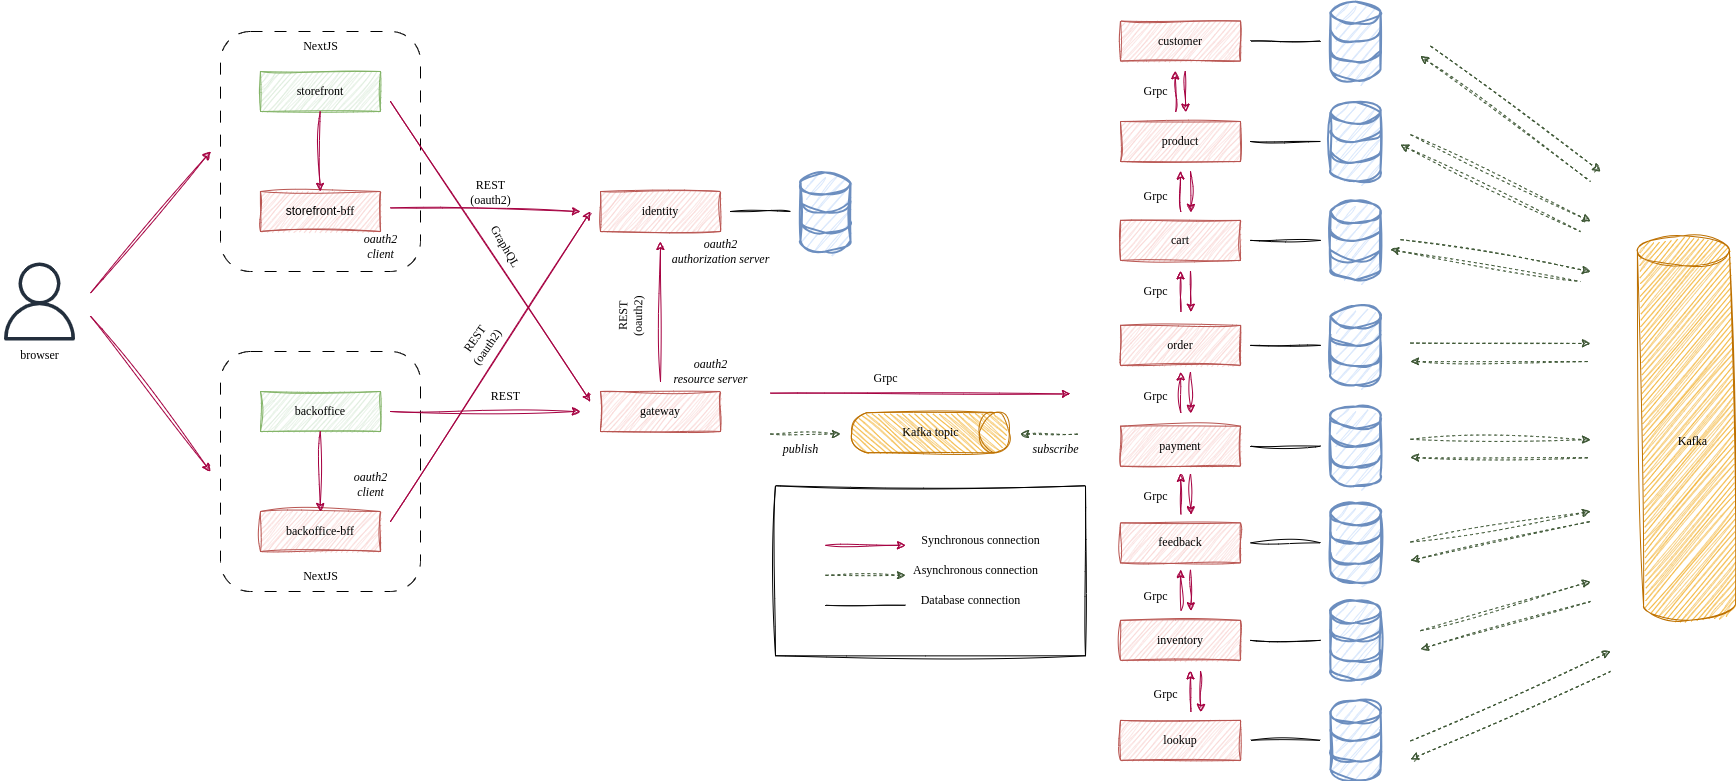 NextJS
storefront
storefront-bff
oauth2
client
browser
backoffice
oauth2
client
backoffice-bff
NextJS
REST
(oauth2)
GraphQL
REST
(oauth2)
REST
identity
oauth2
authorization server
REST
(oauth2)
oauth2
resource server
gateway
Grpc
Kafka topic
publish
subscribe
Synchronous connection
Asynchronous connection
Database connection
customer
Grpc
product
Grpc
cart
Grpc
order
Grpc
payment
Grpc
feedback
Grpc
inventory
Grpc
lookup
Kafka